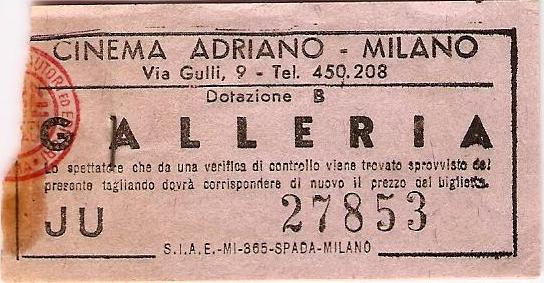 CINEMA ADRIANO - MILANO
Via Gulli, 9 - Tel. 450.208
Dotazione B
GALLERIA
Lo spettatore che da una verifica di controllo viene trovato sprovvisto del
presente tagliando dovrà corrispondere di nuovo il prezzo del biglietto.
JU 27853
S.I.A.E.-MI-365-SPADA-MILANO
AUTORI ED